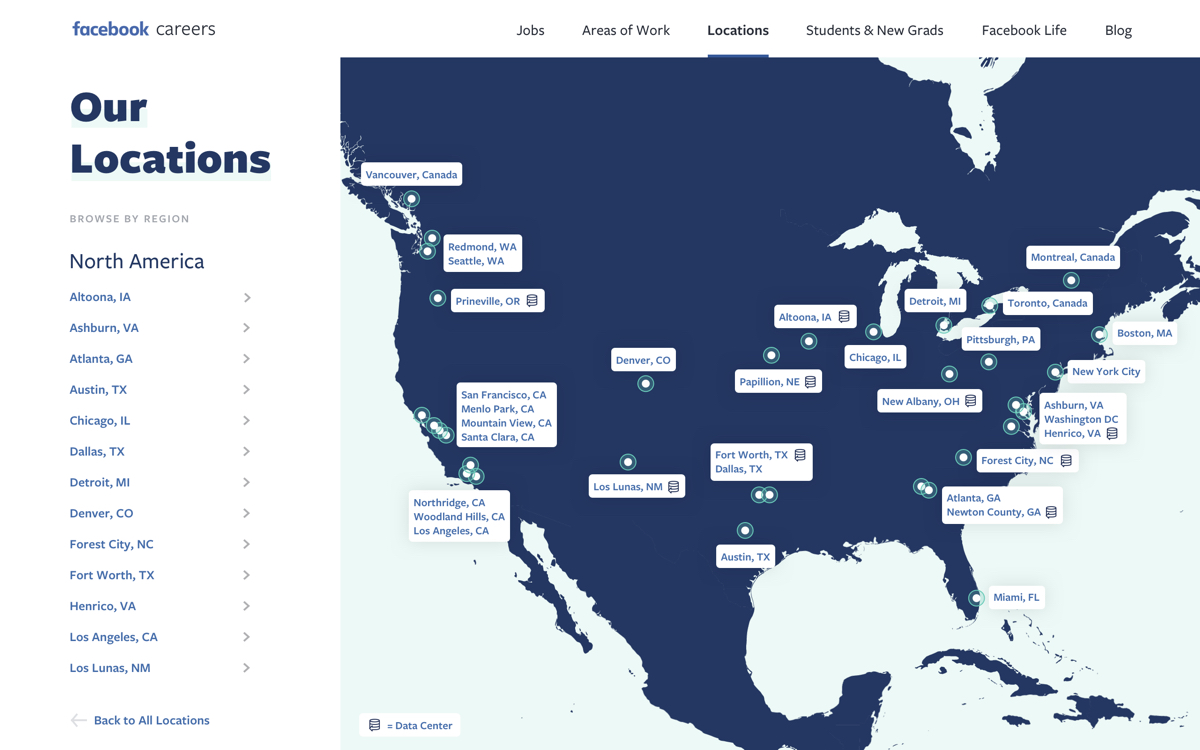 facebook careers
Jobs
Areas of Work
Locations
Students & New Grads
Facebook Life
Blog
Our
Locations
BROWSE BY REGION
North America
Altoona, IA
Ashburn, VA
Atlanta, GA
Austin, TX
Chicago, IL
Dallas, TX
Detroit, MI
Denver, CO
Forest City, NC
Fort Worth, TX
Henrico, VA
Los Angeles, CA
Los Lunas, NM
Back to All Locations
Vancouver, Canada
Redmond, WA
Seattle, WA
Prineville, OR
San Francisco, CA
Menlo Park, CA
Mountain View, CA
Santa Clara, CA
Northridge, CA
Woodland Hills, CA
Los Angeles, CA
Denver, CO
Los Lunas, NM
Altoona, IA
Papillion, NE
Fort Worth, TX
Dallas, TX
Austin, TX
Chicago, IL
Detroit, MI
New Albany, OH
Montreal, Canada
Toronto, Canada
Pittsburgh, PA
Boston, MA
New York City
Ashburn, VA
Washington DC
Henrico, VA
Forest City, NC
Atlanta, GA
Newton County, GA
Miami, FL
= Data Center